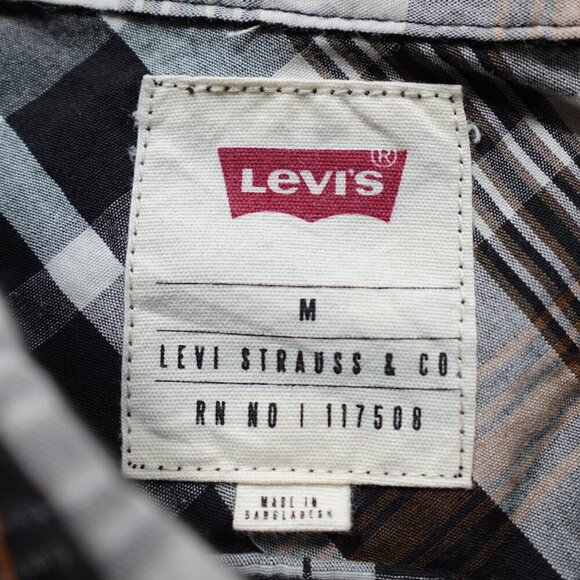 Levi's ®
M
LEVI STRAUSS & CO
RN NO | 117508
MADE IN
BANGLADESH